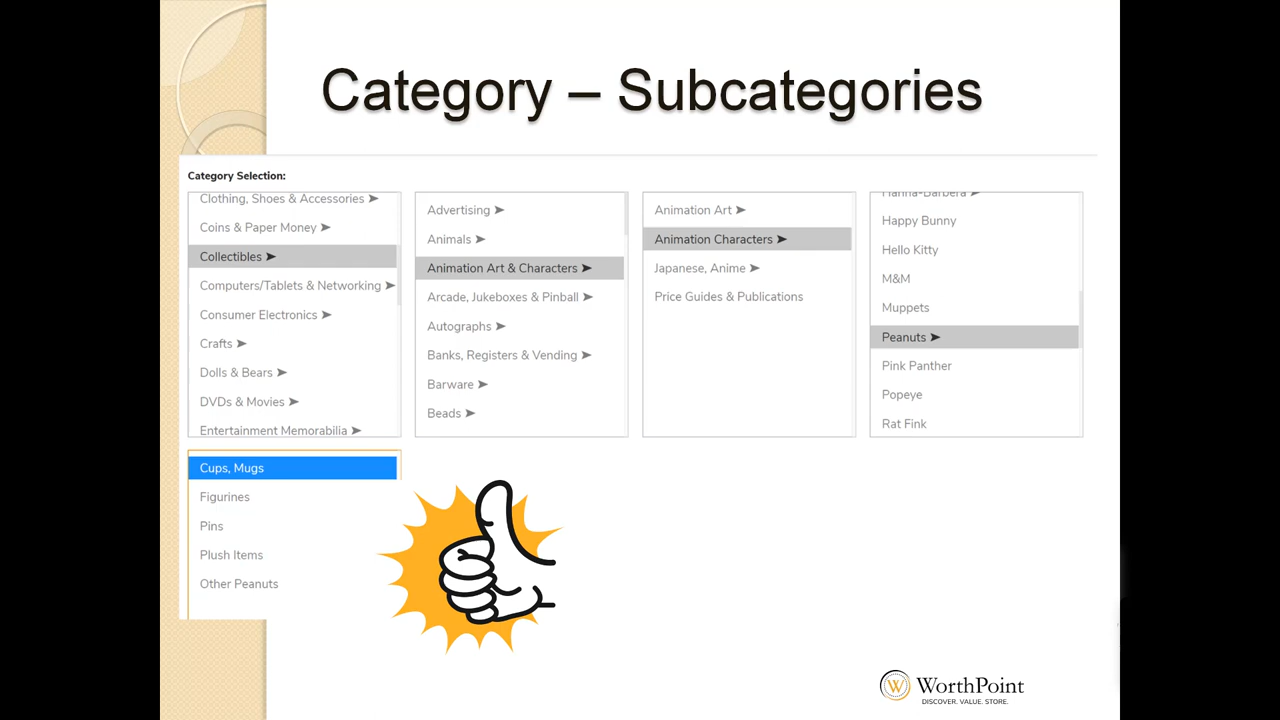 Category – Subcategories
Category Selection:
Clothing, Shoes & Accessories ➤
Coins & Paper Money ➤
Collectibles ➤
Computers/Tablets & Networking ➤
Consumer Electronics ➤
Crafts ➤
Dolls & Bears ➤
DVDs & Movies ➤
Entertainment Memorabilia ➤
Advertising ➤
Animals ➤
Animation Art & Characters ➤
Arcade, Jukeboxes & Pinball ➤
Autographs ➤
Banks, Registers & Vending ➤
Barware ➤
Beads ➤
Animation Art ➤
Animation Characters ➤
Japanese, Anime ➤
Price Guides & Publications
Hanna-Barbera ➤
Happy Bunny
Hello Kitty
M&M
Muppets
Peanuts ➤
Pink Panther
Popeye
Rat Fink
Cups, Mugs
Figurines
Pins
Plush Items
Other Peanuts
W WorthPoint
DISCOVER. VALUE. STORE.